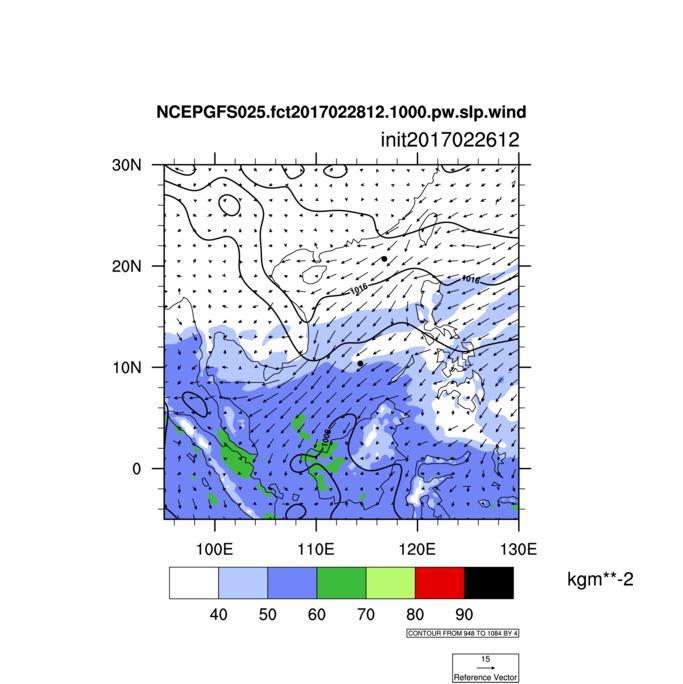 NCEPGFS025.fct2017022812.1000.pw.slp.wind
init2017022612
30N
20N
10N
0
1016
1016
1008
100E 110E 120E 130E
kgm**-2
40 50 60 70 80 90
CONTOUR FROM 948 TO 1084 BY 4
15
Reference Vector